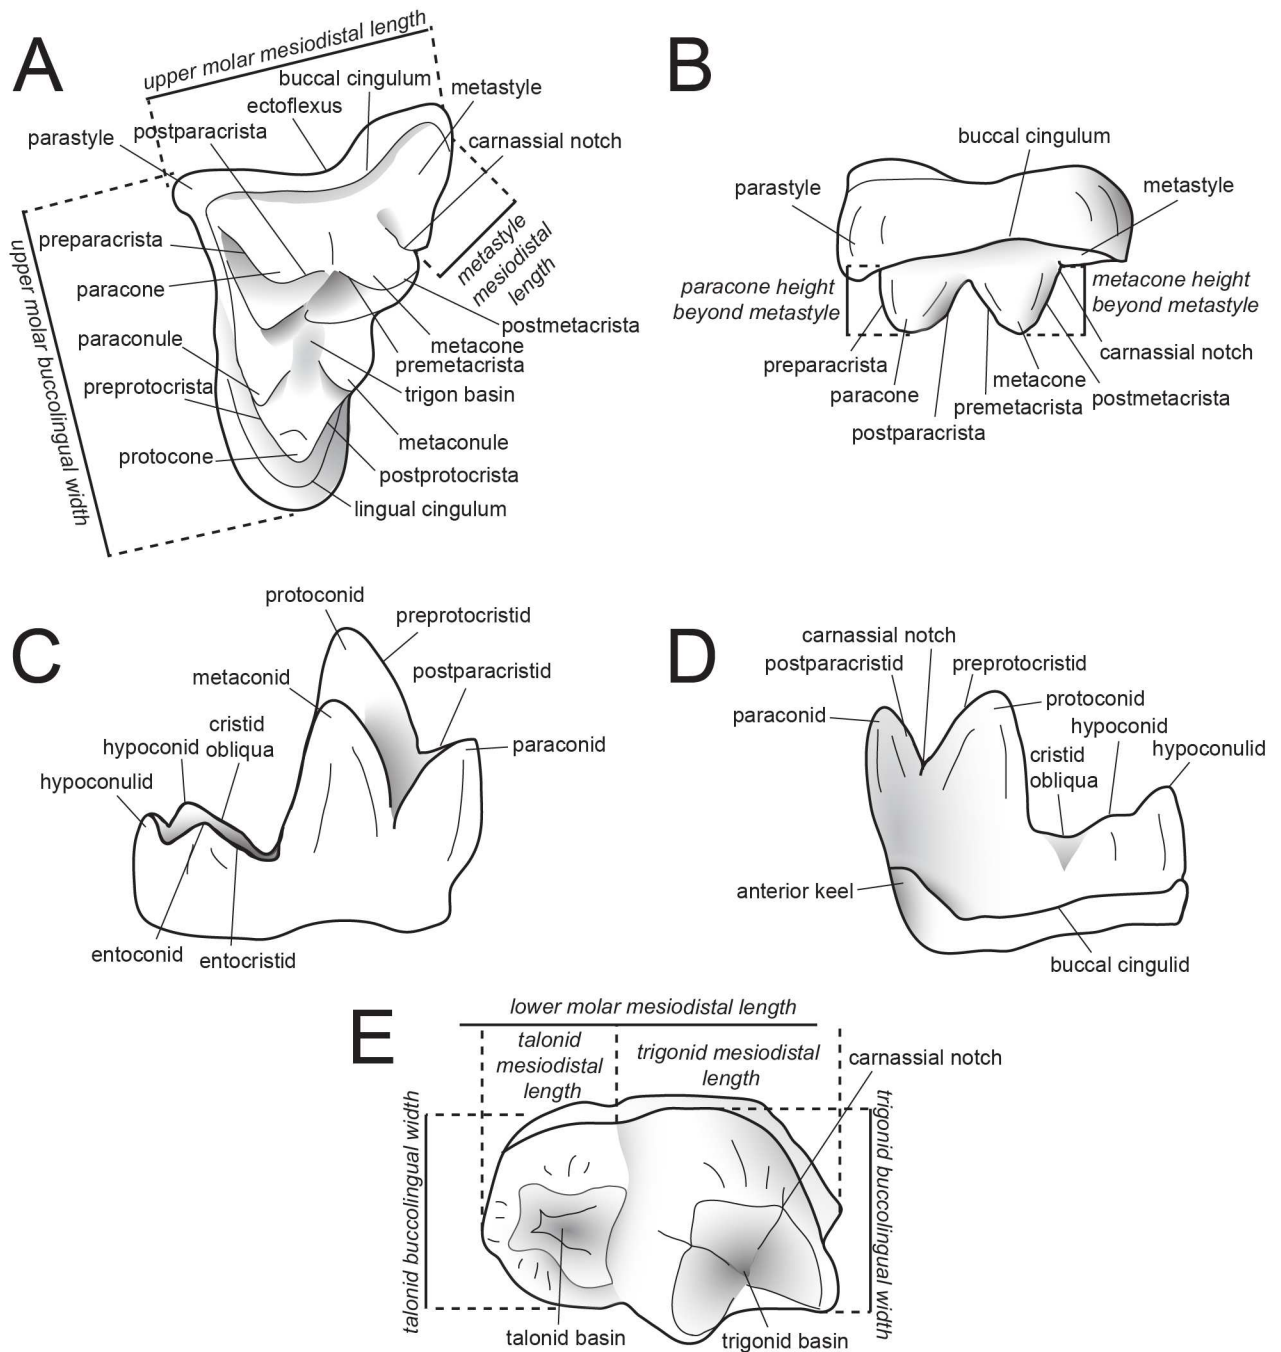 A
upper molar mesiodistal length
buccal cingulum
ectoflexus
metastyle
parastyle
postparacrista
carnassial notch
preparacrista
metastyle
mesiodistal
length
upper molar buccolingual width
paracone
postmetacrista
paraconule
metacone
premetacrista
preprotocrista
trigon basin
metaconule
protocone
postprotocrista
lingual cingulum
B
buccal cingulum
parastyle
metastyle
paracone height
beyond metastyle
metacone height
beyond metastyle
preparacrista
carnassial notch
paracone
metacone
premetacrista
postmetacrista
postparacrista
C
protoconid
preprotocristid
metaconid
postparacristid
cristid
obliqua
hypoconid
paraconid
hypoconulid
entoconid
entocristid
D
carnassial notch
postparacristid
preprotocristid
protoconid
paraconid
hypoconid
hypoconulid
cristid
obliqua
anterior keel
buccal cingulid
E
lower molar mesiodistal length
talonid
mesiodistal
length
trigonid mesiodistal
length
carnassial notch
talonid buccolingual width
trigonid buccolingual width
talonid basin
trigonid basin